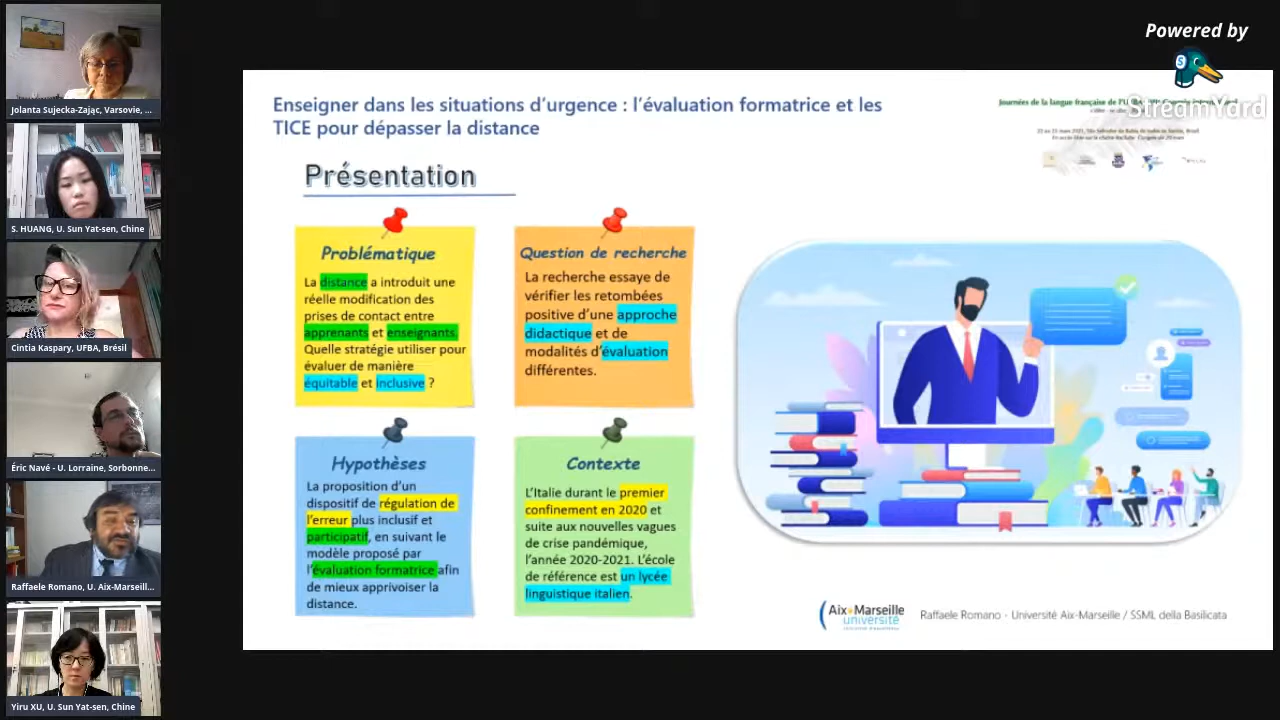 Powered by
StreamYard
Jolanta Sujecka-Zając, Varsovie, ...
S. HUANG, U. Sun Yat-sen, Chine
Cintia Kaspary, UFBA, Brésil
Éric Navé - U. Lorraine, Sorbonne...
Raffaele Romano, U. Aix-Marseill...
Yiru XU, U. Sun Yat-sen, Chine
Enseigner dans les situations d'urgence : l'évaluation formatrice et les
TICE pour dépasser la distance
Journées de la langue française de
Présentation
Problématique
La distance a introduit une
réelle modification des
prises de contact entre
apprenants et enseignants.
Quelle stratégie utiliser pour
évaluer de manière
équitable et inclusive ?
Question de recherche
La recherche essaye de
vérifier les retombées
positive d'une approche
didactique et de
modalités d'évaluation
différentes.
Hypothèses
La proposition d'un
dispositif de régulation de
l'erreur plus inclusif et
participatif, en suivant le
modèle proposé par
l'évaluation formatrice afin
de mieux apprivoiser la
distance.
Contexte
L'Italie durant le premier
confinement en 2020 et
suite aux nouvelles vagues
de crise pandémique,
l'année 2020-2021. L'école
de référence est un lycée
linguistique italien.
Aix Marseille
université
Raffaele Romano - Université Aix-Marseille / SSML della Basilicata